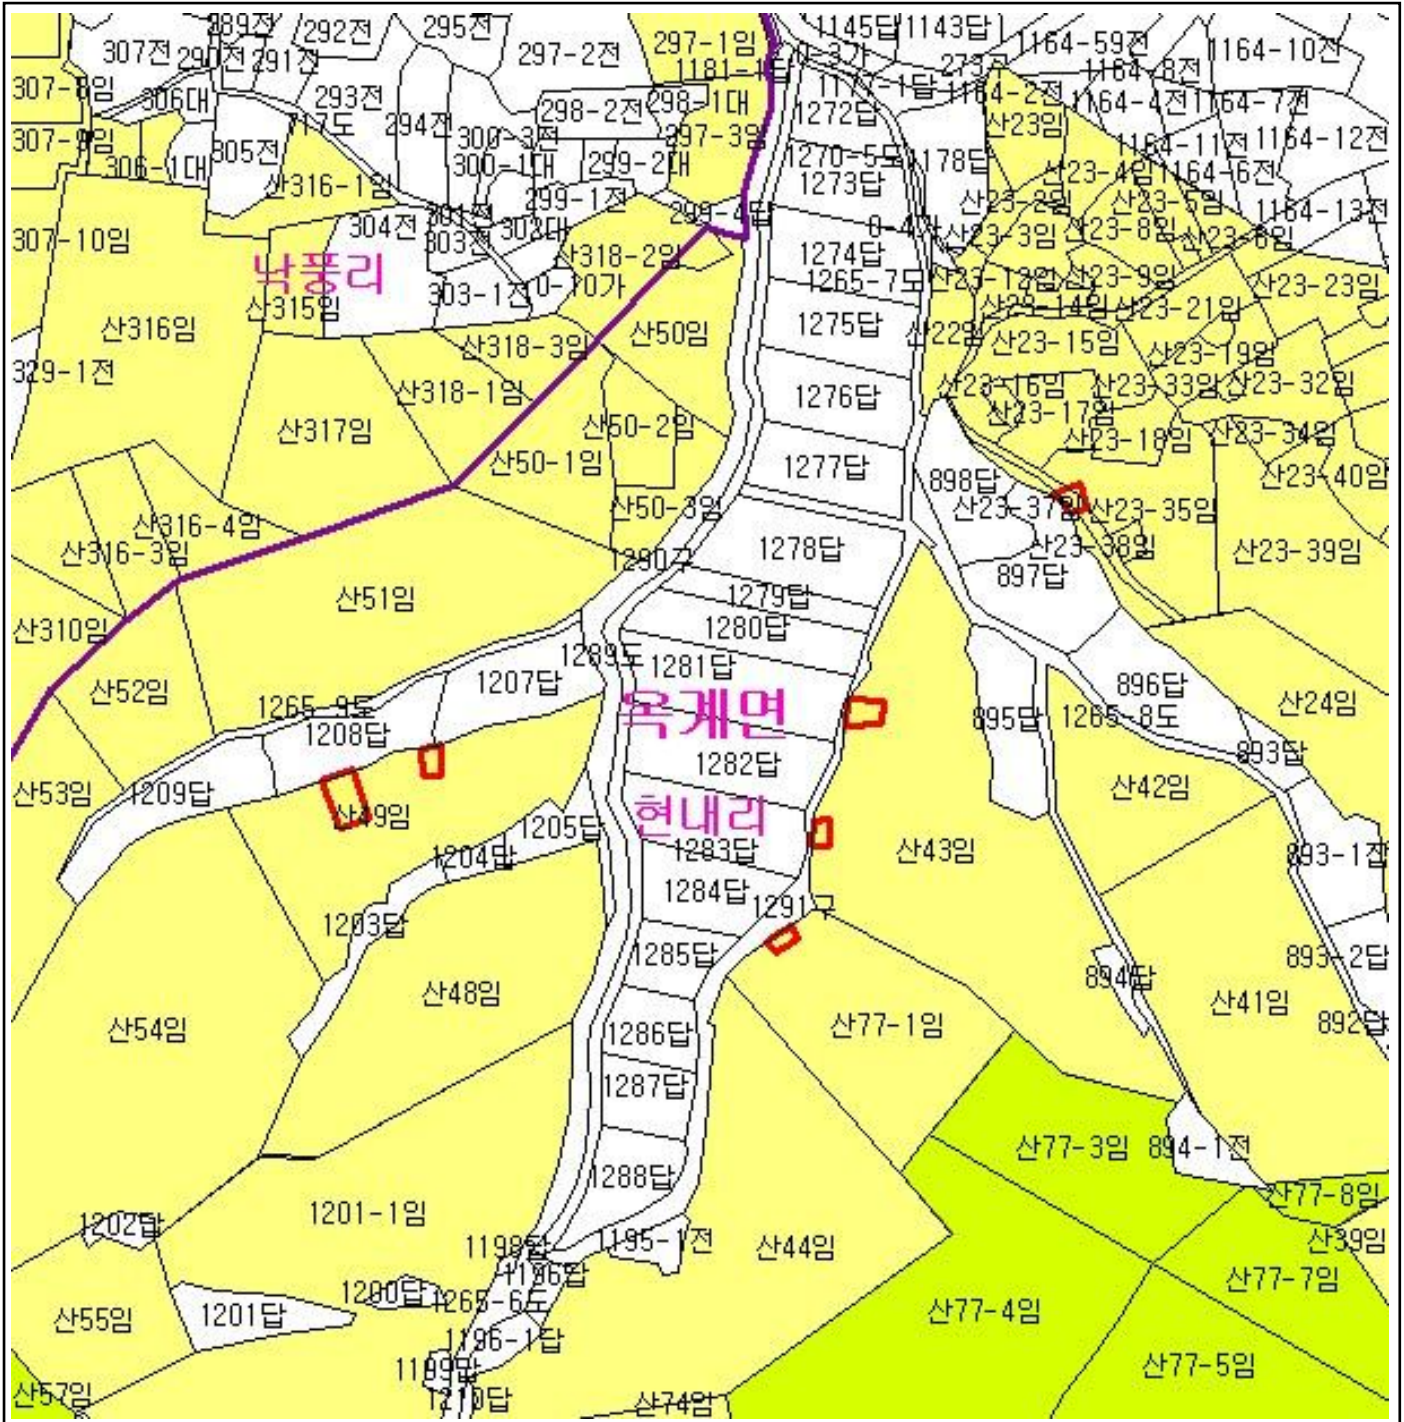 289전
292전
295전
1145답
1143답
307전
290전
291전
297-2전
297-1임
1164-59전
1164-10전
307-8임
306대
293전
298-2전
298-1대
1272답
1164-2전
1164-8전
1164-4전
1164-7전
307-9임
306-1대
305전
717도
294전
300-3전
300-1대
299-2대
297-3임
1270-5도
1273답
1178답
산23임
1164-11전
1164-12전
산316-1임
299-1전
299-4답
산23-4임
1164-6전
307-10임
304전
301전
303전
302대
1274답
산23-2임
산23-5임
1164-13전
낙풍리
산318-2임
산23-3임
산23-8임
산23-6임
산315임
303-1전
0-10가
1265-7도
산23-12임
산23-9임
산23-23임
산316임
산50임
1275답
산22임
산23-14임
산23-21임
329-1전
산318-3임
산23-15임
산23-19임
산318-1임
1276답
산23-16임
산23-33임
산23-32임
산317임
산50-2임
산23-17임
산23-18임
산23-34임
산50-1임
1277답
898답
산23-40임
산316-4임
산50-3임
산23-37임
산23-35임
산316-3임
1290구
1278답
산23-38임
산23-39임
897답
산51임
1279답
산310임
1280답
산52임
1289도
1281답
1207답
896답
1265-9도
옥계면
895답
1265-8도
산24임
1208답
1282답
893답
산53임
1209답
산49임
현내리
산42임
1205답
1204답
1283답
산43임
893-1전
1284답
1203답
1291구
1285답
894답
893-2답
산48임
산41임
산54임
1286답
산77-1임
892답
1287답
산77-3임
894-1전
1288답
산77-8임
1202답
1201-1임
1198답
1195-1전
산44임
산39임
1196답
산77-7임
1200답
1265-6도
산55임
1201답
산77-4임
1196-1답
1199답
산77-5임
산57임
1210답
산74임